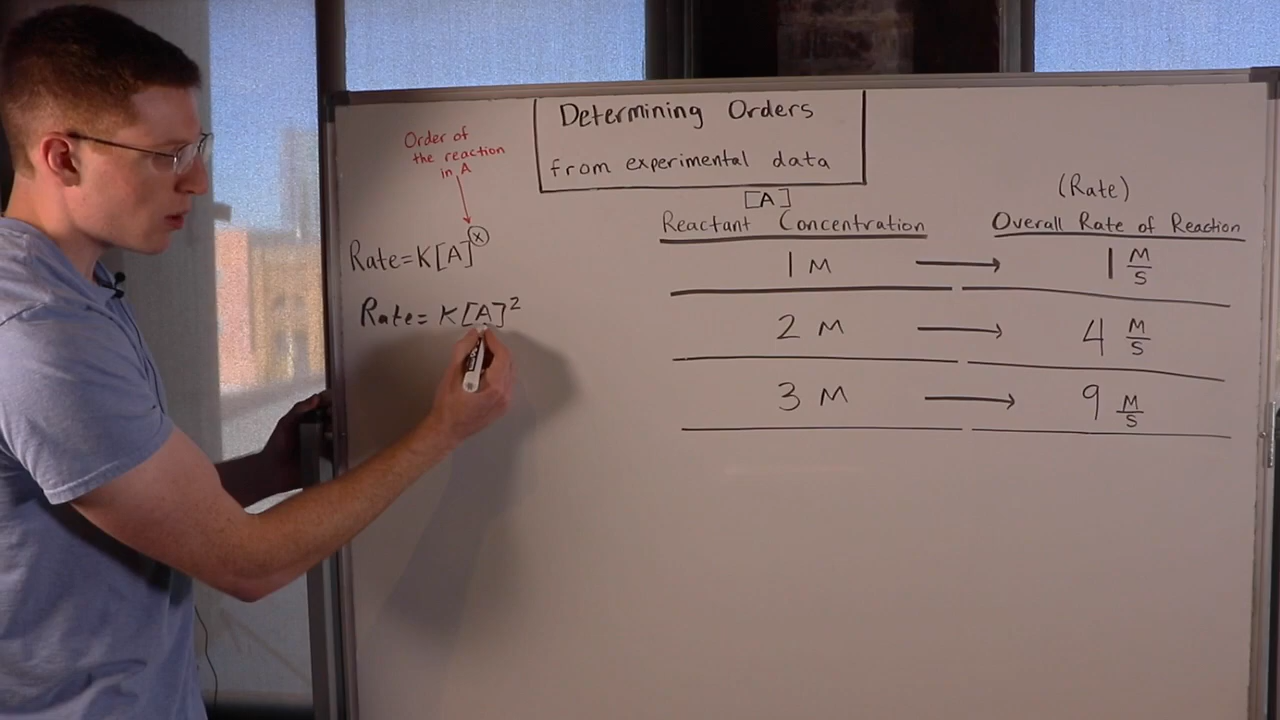 Determining Orders
from experimental data
Order of
the reaction
in A
Rate=K[A]ˣ
Rate=K[A]²
[A]
Reactant Concentration
(Rate)
Overall Rate of Reaction
1 M → 1 M/S
2 M → 4 M/S
3 M → 9 M/S